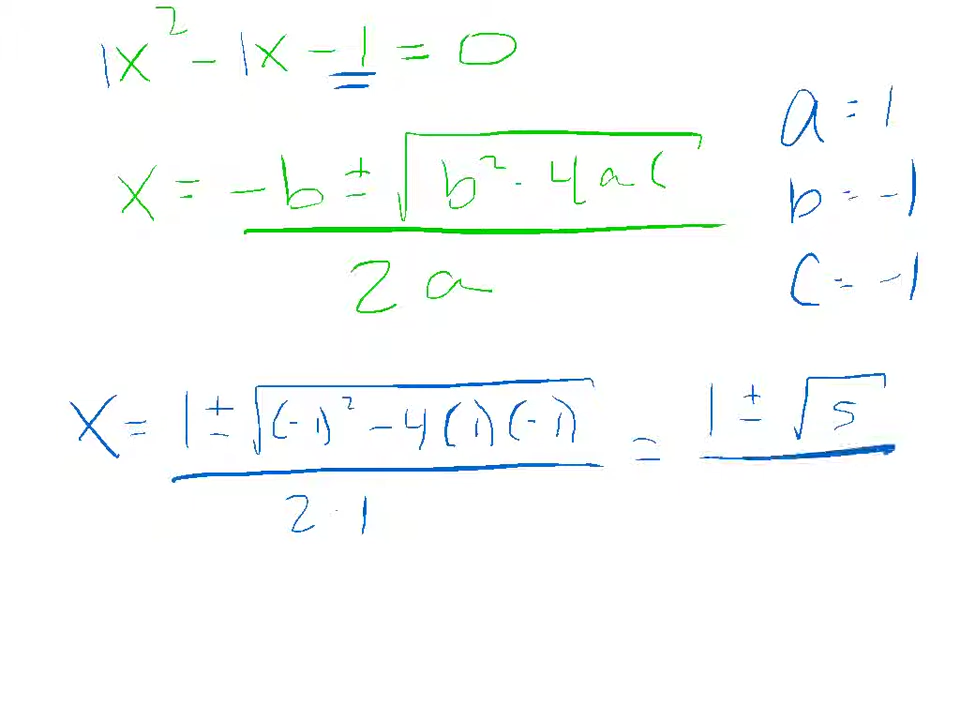 1x² - 1x - 1 = 0
a = 1
x = -b ± √(b² - 4ac)
b = -1
2a
c = -1
x = 1 ± √((-1)² - 4(1)(-1)) = 1 ± √5
2 · 1